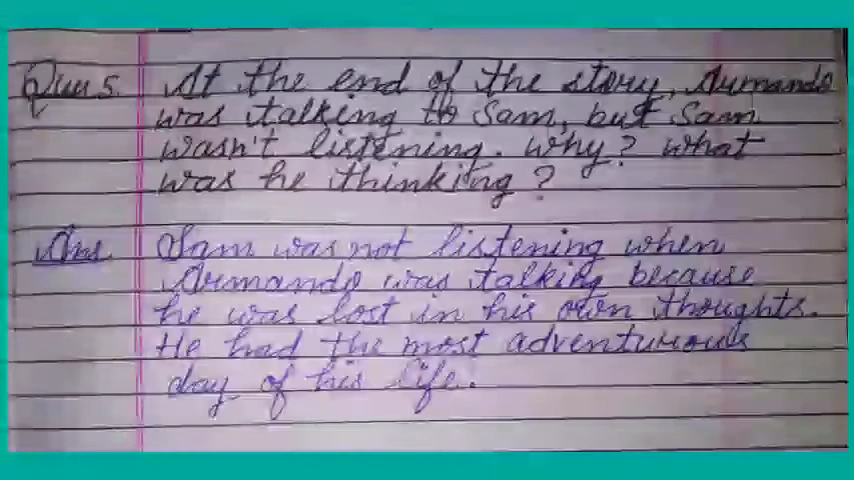 Ques 5. At the end of the story, Armando
was talking to Sam, but Sam
wasn't listening. Why? What
was he thinking?
Ans. Sam was not listening when
Armando was talking because
he was lost in his own thoughts.
He had the most adventurious
day of his life.